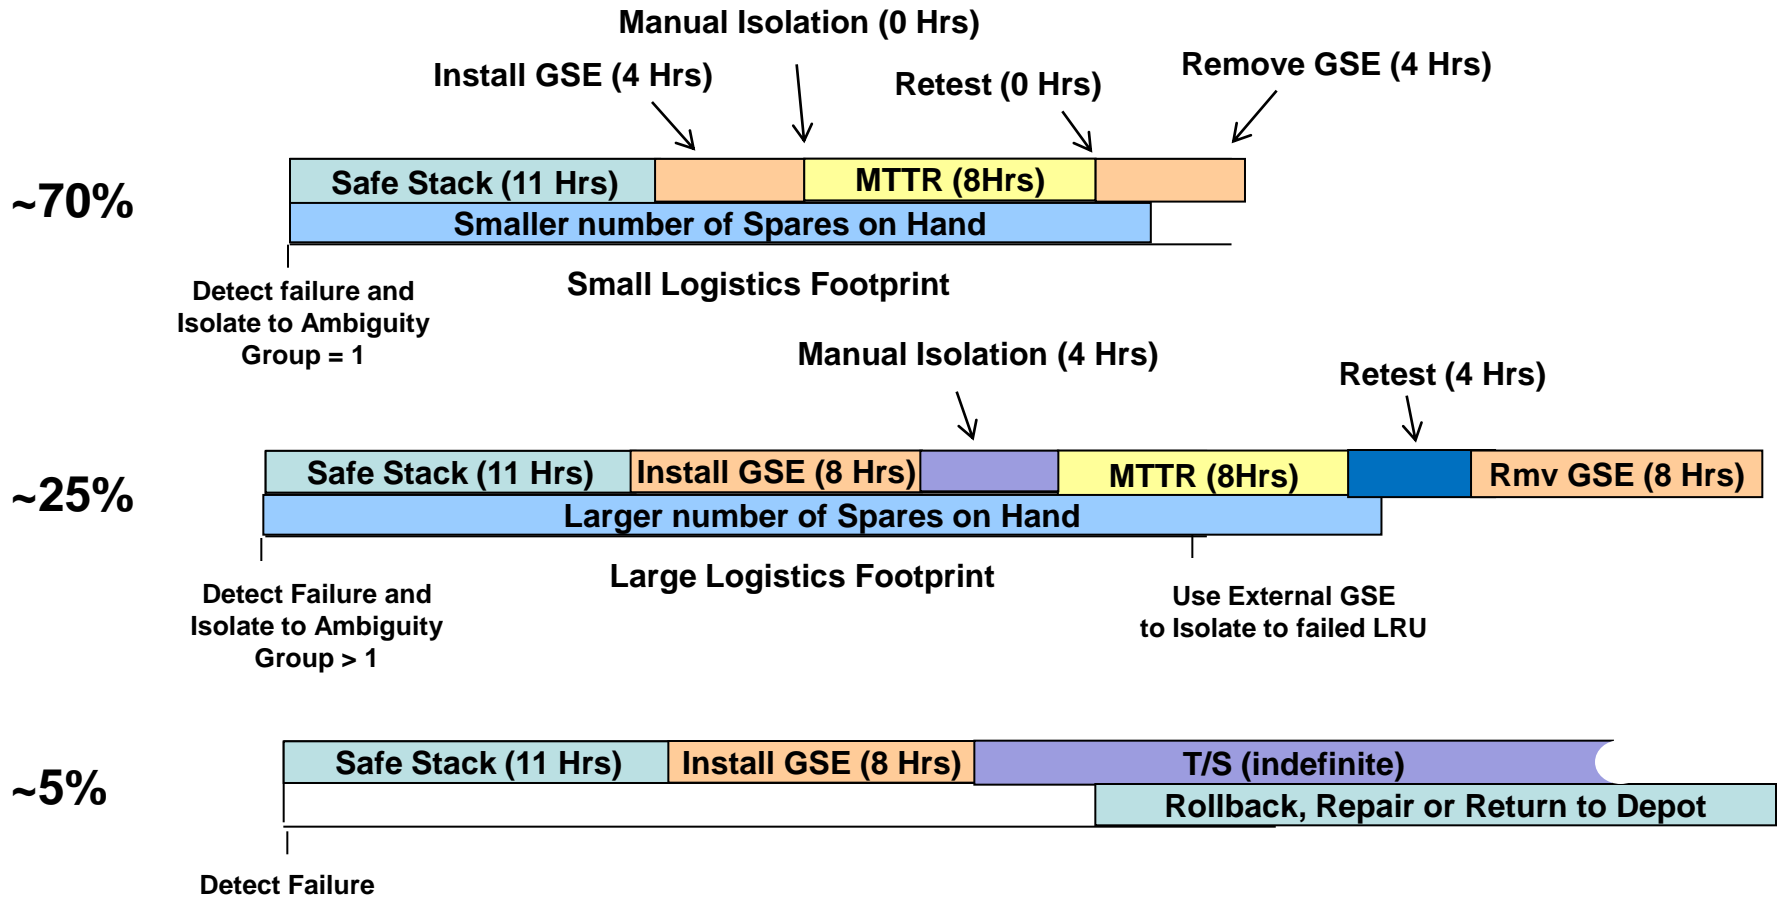 Manual Isolation (0 Hrs)
Install GSE (4 Hrs)
Retest (0 Hrs)
Remove GSE (4 Hrs)
~70%
Safe Stack (11 Hrs)
MTTR (8Hrs)
Smaller number of Spares on Hand
Small Logistics Footprint
Detect failure and
Isolate to Ambiguity
Group = 1
Manual Isolation (4 Hrs)
Retest (4 Hrs)
~25%
Safe Stack (11 Hrs)
Install GSE (8 Hrs)
MTTR (8Hrs)
Rmv GSE (8 Hrs)
Larger number of Spares on Hand
Large Logistics Footprint
Detect Failure and
Isolate to Ambiguity
Group > 1
Use External GSE
to Isolate to failed LRU
~5%
Safe Stack (11 Hrs)
Install GSE (8 Hrs)
T/S (indefinite)
Rollback, Repair or Return to Depot
Detect Failure